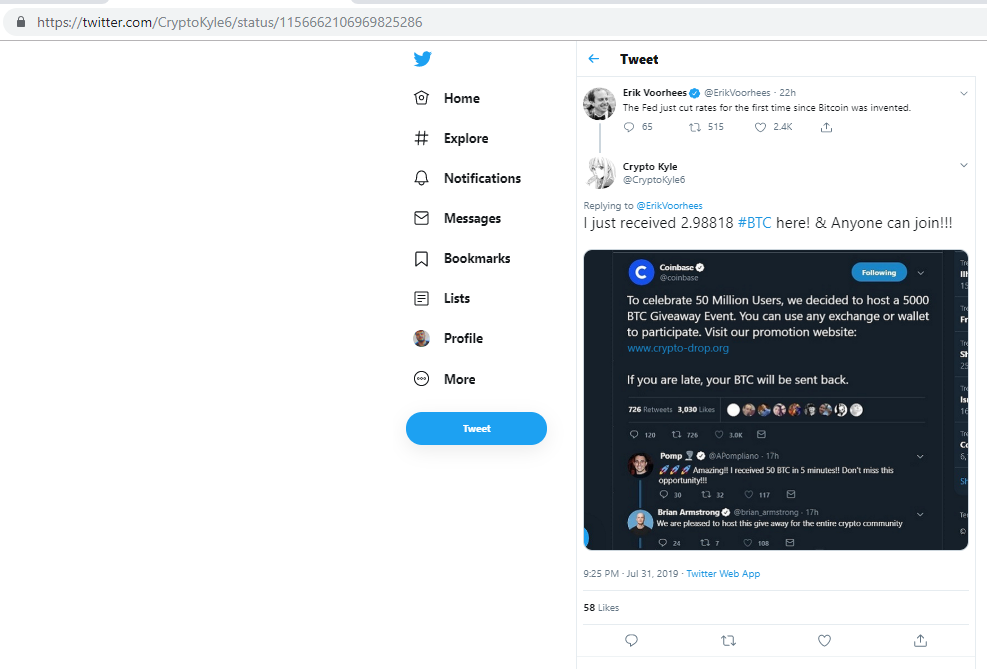 https://twitter.com/CryptoKyle6/status/1156662106969825286
Home
Explore
Notifications
Messages
Bookmarks
Lists
Profile
More
Tweet
Tweet
Erik Voorhees @ErikVoorhees · 22h
The Fed just cut rates for the first time since Bitcoin was invented.
65 515 2.4K
Crypto Kyle
@CryptoKyle6
Replying to @ErikVoorhees
I just received 2.98818 #BTC here! & Anyone can join!!!
Coinbase
@coinbase
Following
To celebrate 50 Million Users, we decided to host a 5000
BTC Giveaway Event. You can use any exchange or wallet
to participate. Visit our promotion website:
www.crypto-drop.org
If you are late, your BTC will be sent back.
726 Retweets 3,030 Likes
120 726 3.0K
Pomp 🌪 @APompliano · 17h
🚀🚀🚀 Amazing!! I received 50 BTC in 5 minutes!! Don't miss this
opportunity!!!
30 32 117
Brian Armstrong @brian_armstrong · 17h
We are pleased to host this give away for the entire crypto community
24 7 108
9:25 PM · Jul 31, 2019 · Twitter Web App
58 Likes